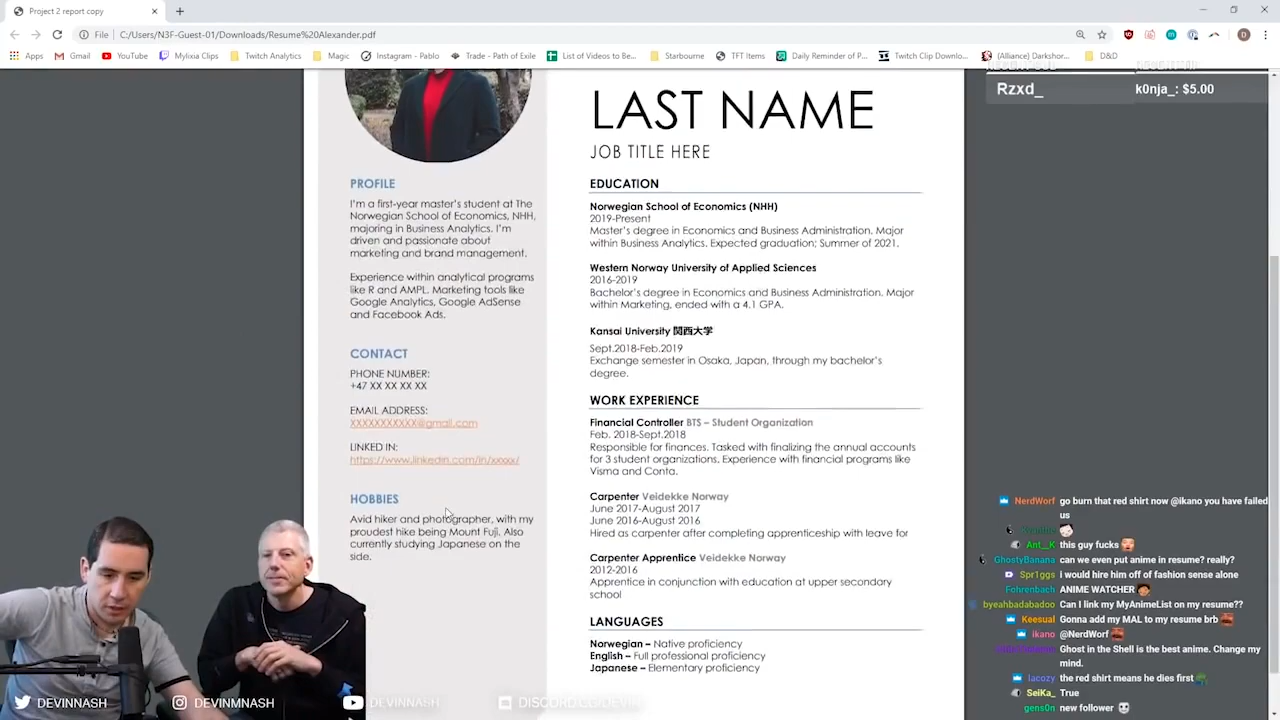 Project 2 report copy
File C:/Users/N3F-Guest-01/Downloads/Resume%20Alexander.pdf
Apps Gmail YouTube Mylixia Clips Twitch Analytics Magic Instagram - Pablo Trade - Path of Exile List of Videos to Be... Starbourne TFT Items Daily Reminder of P... Twitch Clip Downlo... (Alliance) Darkshor... D&D
Rzxd_ k0nja_: $5.00
LAST NAME
JOB TITLE HERE
PROFILE
I'm a first-year master's student at The
Norwegian School of Economics, NHH,
majoring in Business Analytics. I'm
driven and passionate about
marketing and brand management.
Experience within analytical programs
like R and AMPL. Marketing tools like
Google Analytics, Google AdSense
and Facebook Ads.
CONTACT
PHONE NUMBER:
+47 XX XX XX XX
EMAIL ADDRESS:
XXXXXXXXXXX@gmail.com
LINKED IN:
https://www.linkedin.com/in/xxxxx/
HOBBIES
Avid hiker and photographer, with my
proudest hike being Mount Fuji. Also
currently studying Japanese on the
side.
EDUCATION
Norwegian School of Economics (NHH)
2019-Present
Master's degree in Economics and Business Administration. Major
within Business Analytics. Expected graduation; Summer of 2021.
Western Norway University of Applied Sciences
2016-2019
Bachelor's degree in Economics and Business Administration. Major
within Marketing, ended with a 4.1 GPA.
Kansai University 関西大学
Sept.2018-Feb.2019
Exchange semester in Osaka, Japan, through my bachelor's
degree.
WORK EXPERIENCE
Financial Controller BTS – Student Organization
Feb. 2018-Sept.2018
Responsible for finances. Tasked with finalizing the annual accounts
for 3 student organizations. Experience with financial programs like
Visma and Conta.
Carpenter Veidekke Norway
June 2017-August 2017
June 2016-August 2016
Hired as carpenter after completing apprenticeship with leave for
Carpenter Apprentice Veidekke Norway
2012-2016
Apprentice in conjunction with education at upper secondary
school
LANGUAGES
Norwegian – Native proficiency
English – Full professional proficiency
Japanese – Elementary proficiency
NerdWorf: go burn that red shirt now @ikano you have failed
us
Ant__K: this guy fucks
GhostyBanana: can we even put anime in resume? really?
Spr1ggs: I would hire him off of fashion sense alone
Fohrenbach: ANIME WATCHER
byeahbadabadoo: Can I link my MyAnimeList on my resume??
Keesual: Gonna add my MAL to my resume brb
ikano: @NerdWorf
Ghost in the Shell is the best anime. Change my
mind.
lacozy: the red shirt means he dies first
SeiKa_: True
gens0n: new follower
DEVINNASH DEVINMNASH DEVINNASH DISCORD.GG/DEVIN